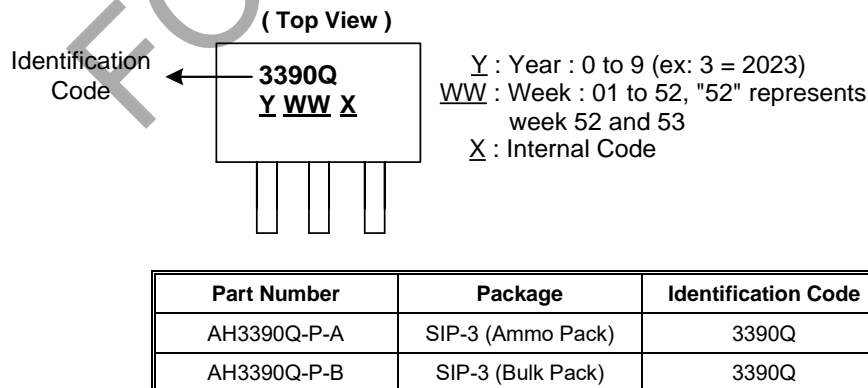 ( Top View )
Identification
Code
3390Q
Y WW X
Y : Year : 0 to 9 (ex: 3 = 2023)
WW : Week : 01 to 52, "52" represents
week 52 and 53
X : Internal Code
Part Number Package Identification Code
AH3390Q-P-A SIP-3 (Ammo Pack) 3390Q
AH3390Q-P-B SIP-3 (Bulk Pack) 3390Q